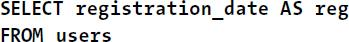 SELECT registration_date AS reg
FROM users